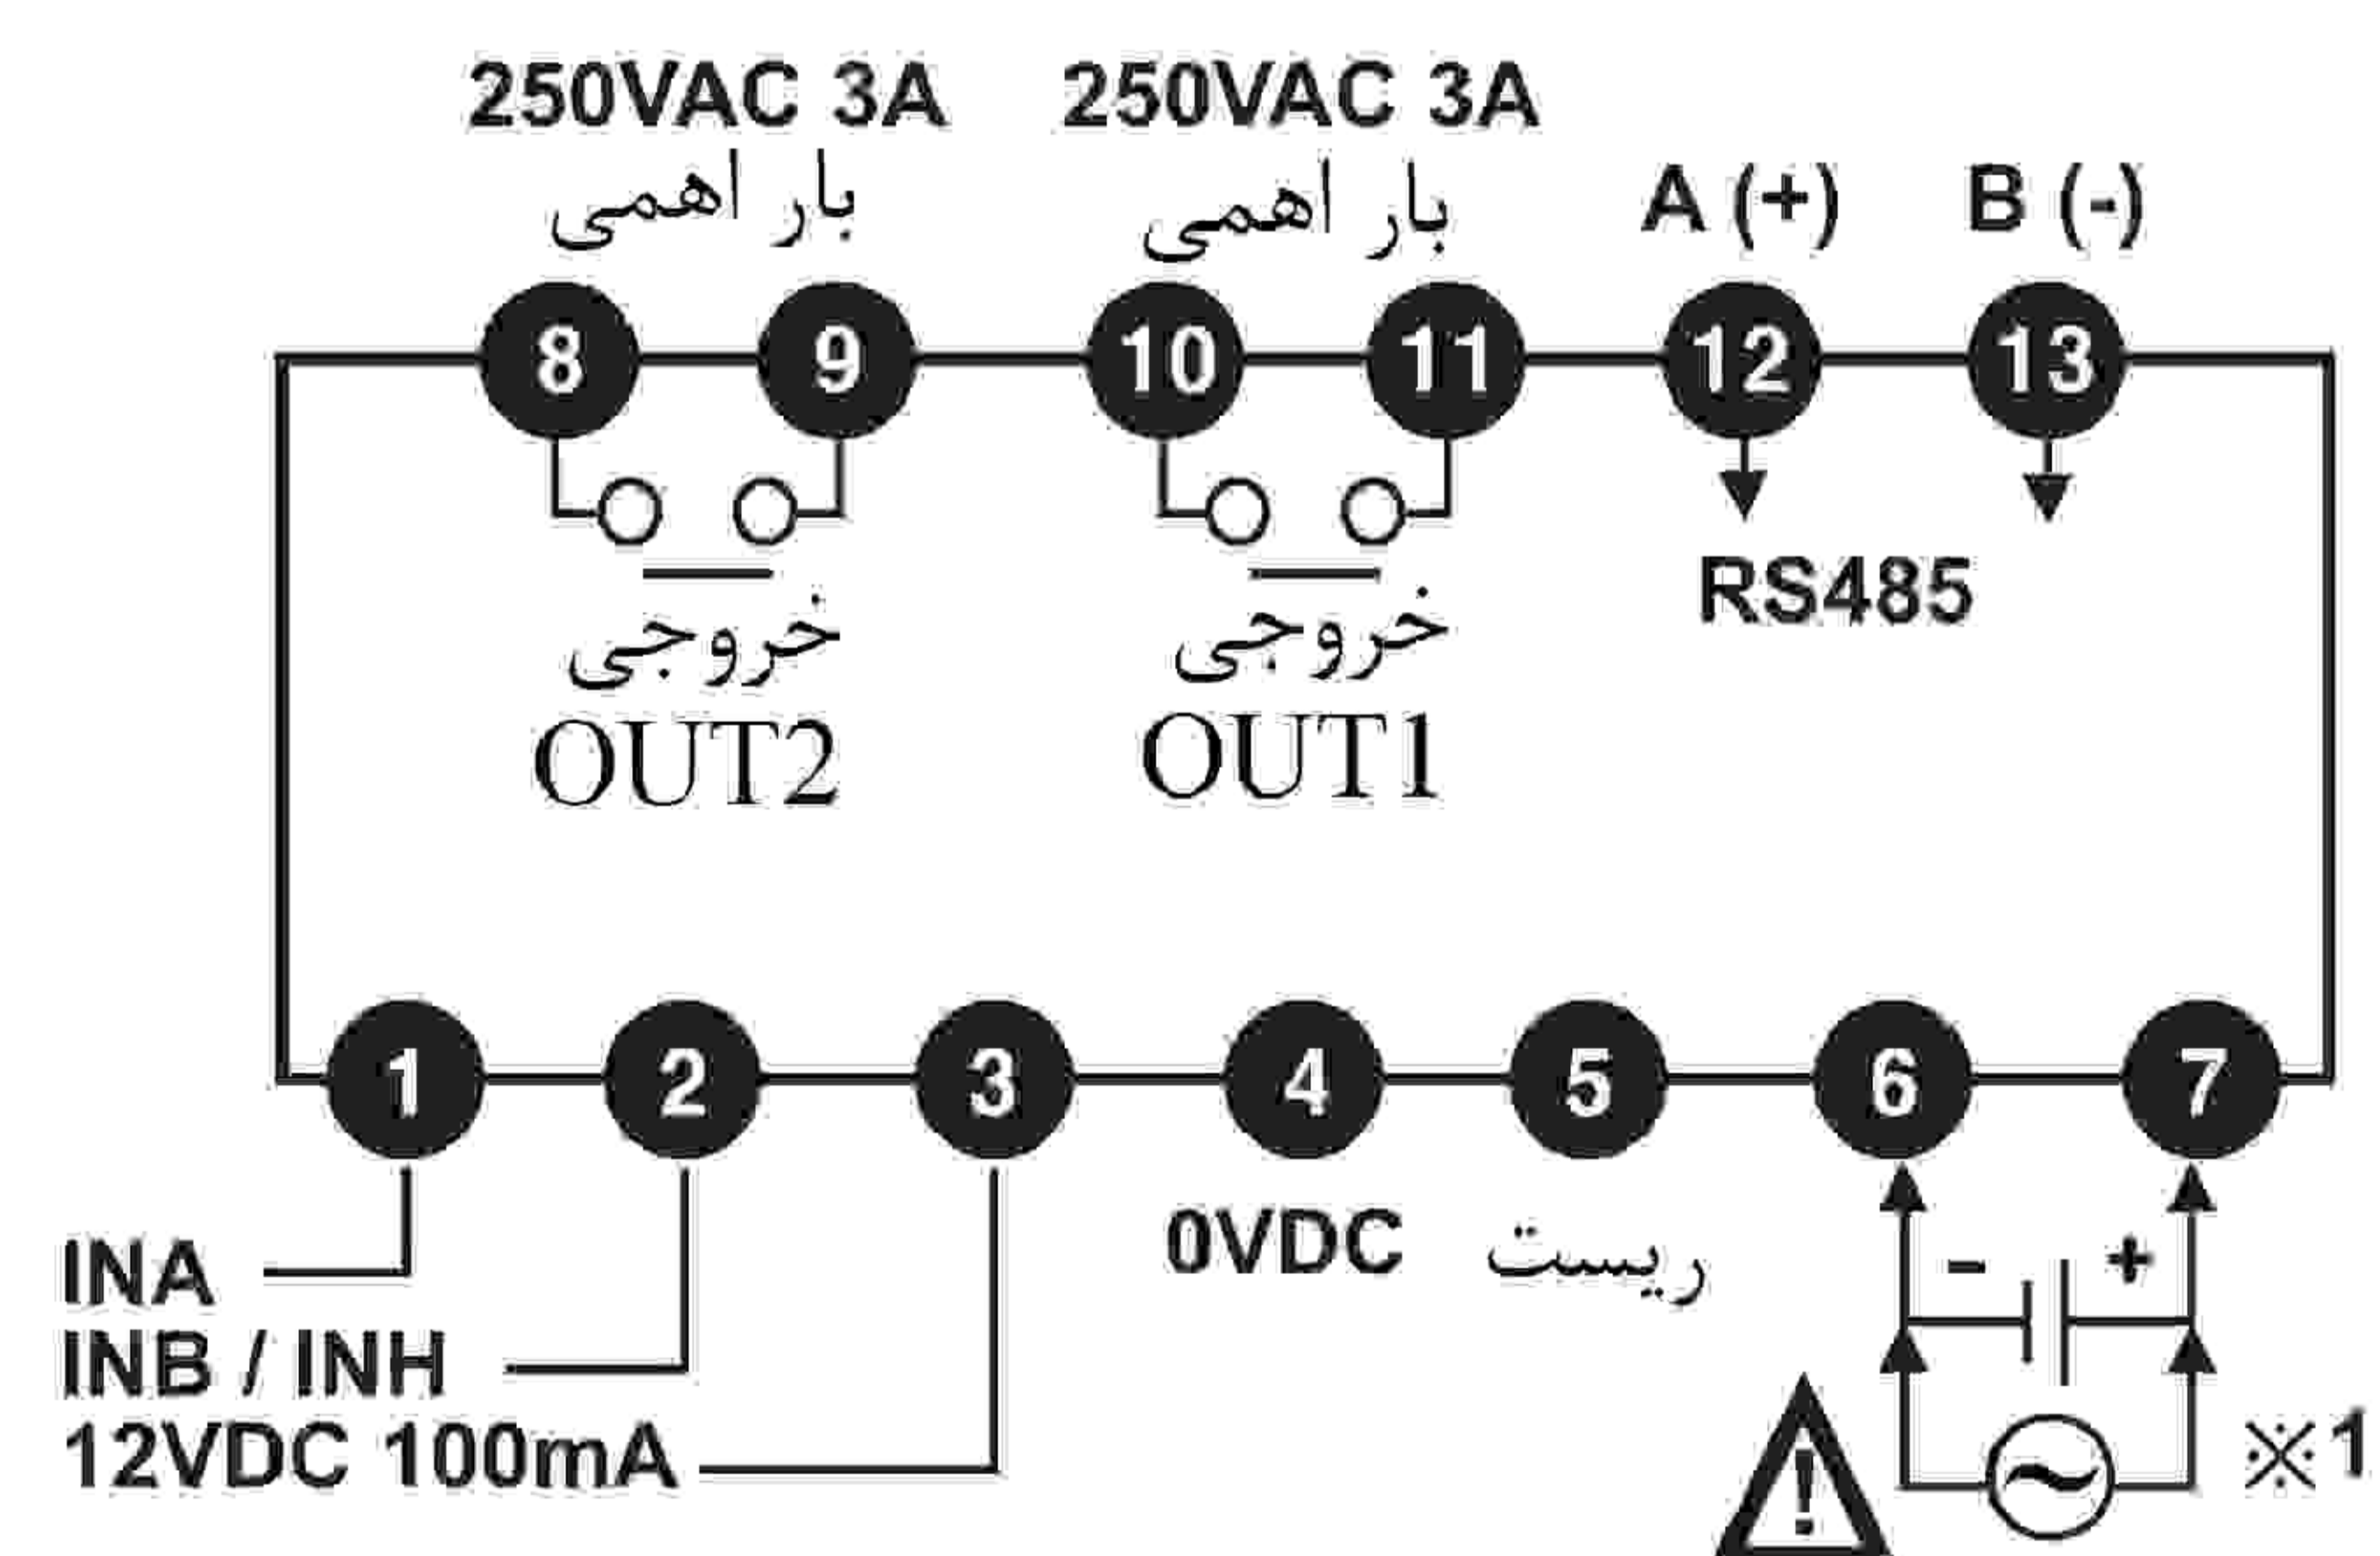 250VAC 3A 250VAC 3A
بار اهمی بار اهمی A (+) B (-)
8 9 10 11 12 13
RS485
خروجی خروجی
OUT2 OUT1
1 2 3 4 5 6 7
0VDC ریست - +
INA
INB / INH
12VDC 100mA ! ~ ※1